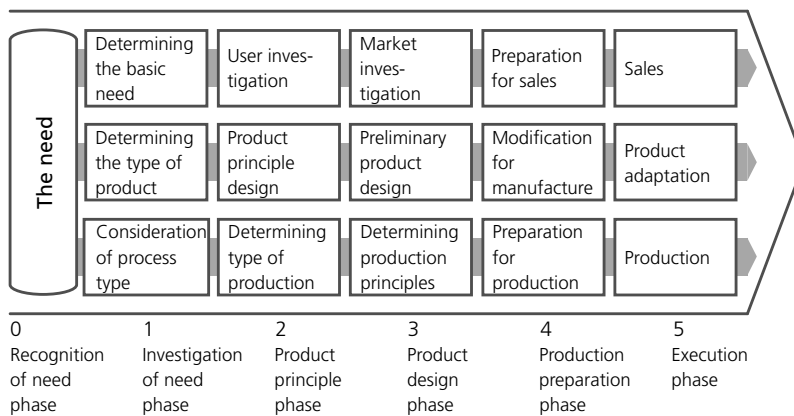 The need
Determining
the basic
need
User inves-
tigation
Market
inves-
tigation
Preparation
for sales
Sales
Determining
the type of
product
Product
principle
design
Preliminary
product
design
Modification
for
manufacture
Product
adaptation
Consideration
of process
type
Determining
type of
production
Determining
production
principles
Preparation
for
production
Production
0
Recognition
of need
phase
1
Investigation
of need
phase
2
Product
principle
phase
3
Product
design
phase
4
Production
preparation
phase
5
Execution
phase